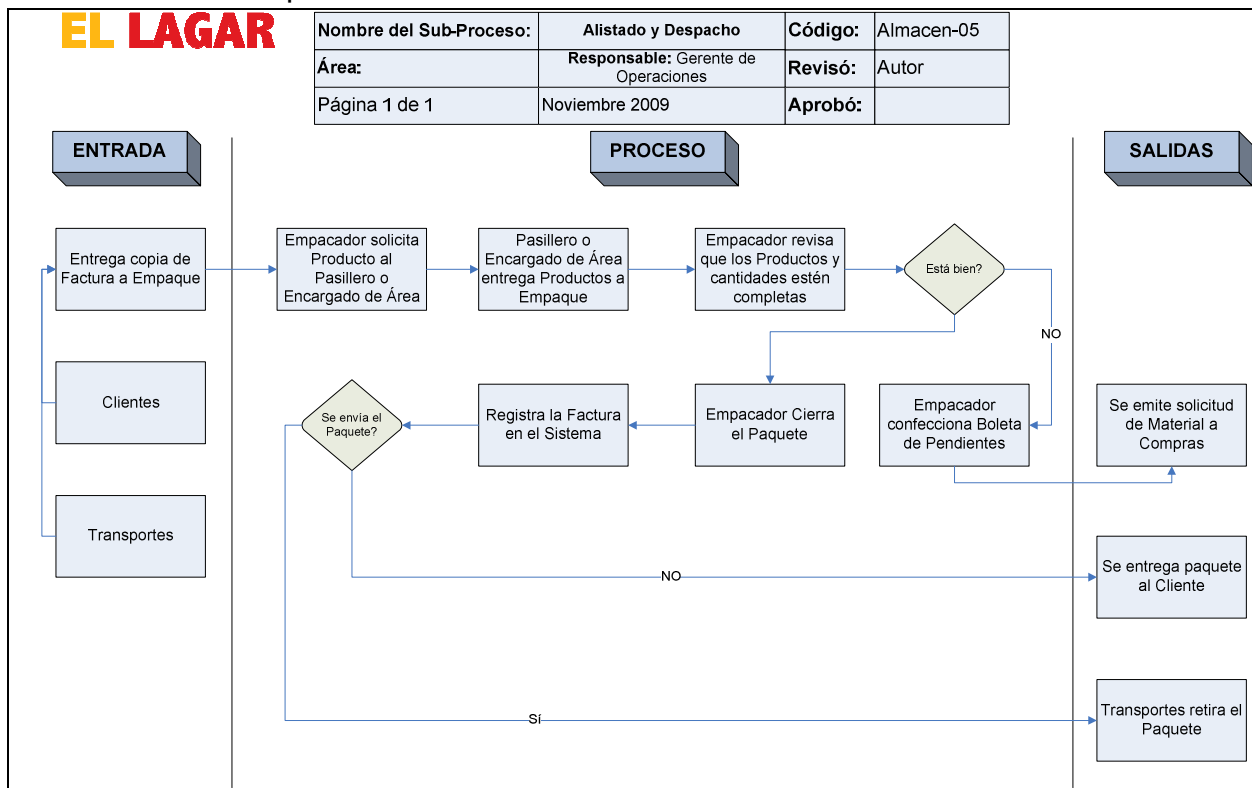 EL LAGAR
Nombre del Sub-Proceso:
Alistado y Despacho
Código:
Almacen-05
Área:
Responsable: Gerente de
Operaciones
Revisó:
Autor
Página 1 de 1
Noviembre 2009
Aprobó:
ENTRADA
PROCESO
SALIDAS
Entrega copia de
Factura a Empaque
Empacador solicita
Producto al
Pasillero o
Encargado de Área
Pasillero o
Encargado de Área
entrega Productos a
Empaque
Empacador revisa
que los Productos y
cantidades estén
completas
Está bien?
NO
Clientes
Se envía el
Paquete?
Registra la Factura
en el Sistema
Empacador Cierra
el Paquete
Empacador
confecciona Boleta
de Pendientes
Se emite solicitud
de Material a
Compras
Transportes
NO
Se entrega paquete
al Cliente
Sí
Transportes retira el
Paquete